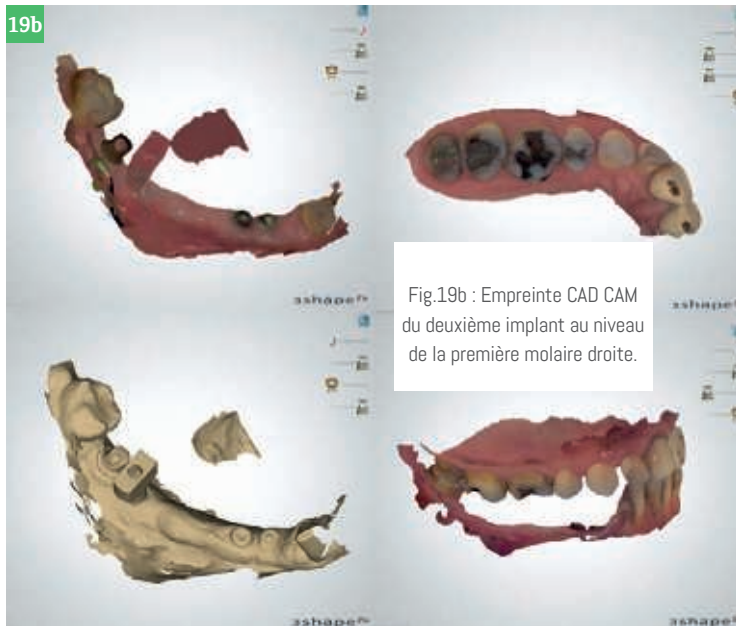 19b
3shape
3shape
Fig.19b : Empreinte CAD CAM
du deuxième implant au niveau
de la première molaire droite.
3shape
3shape